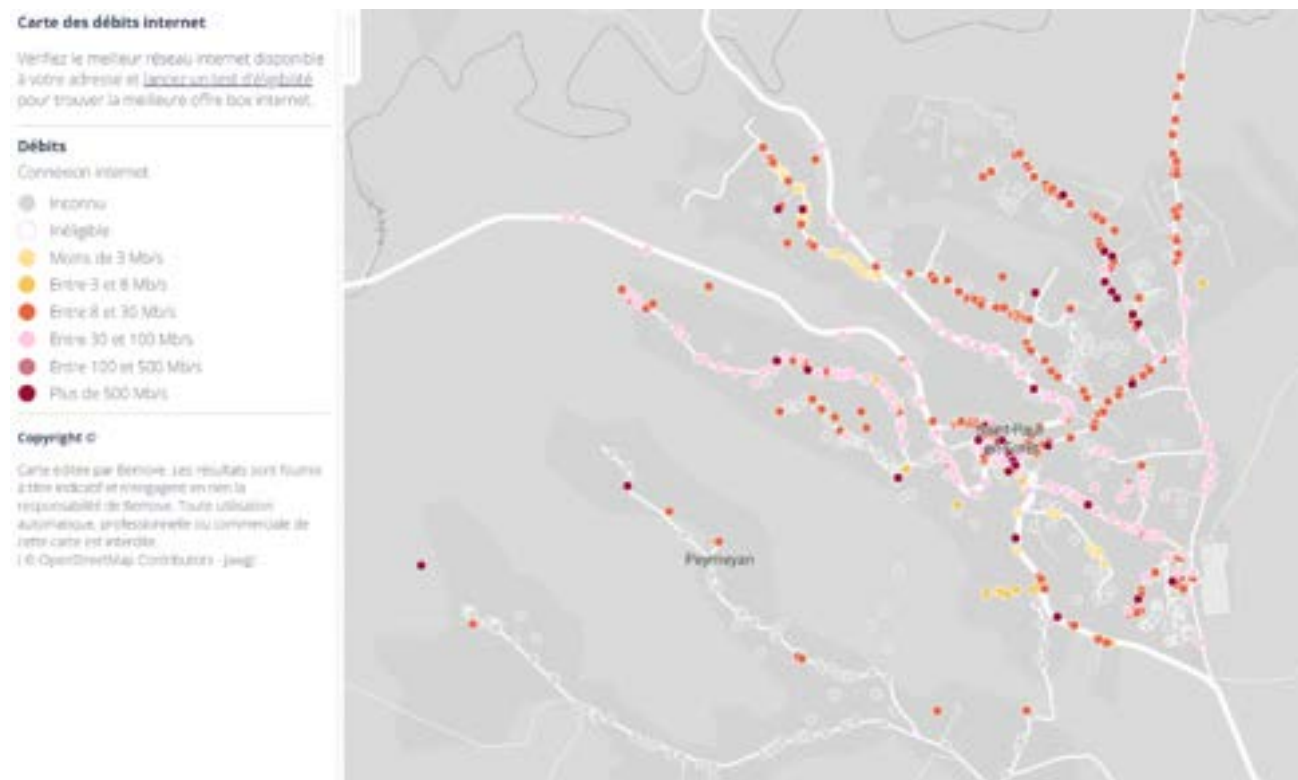 Carte des débits internet
Vérifiez le meilleur réseau internet disponible
à votre adresse et lancez un test d'éligibilité
pour trouver la meilleure offre box internet.
Débits
Connexion internet
Inconnu
Inéligible
Moins de 3 Mb/s
Entre 3 et 8 Mb/s
Entre 8 et 30 Mb/s
Entre 30 et 100 Mb/s
Entre 100 et 500 Mb/s
Plus de 500 Mb/s
Copyright ©
Carte éditée par Bemove. Les résultats sont fournis
à titre indicatif et n'engagent en rien la
responsabilité de Bemove. Toute utilisation
automatique, professionnelle ou commerciale de
cette carte est interdite.
| © OpenStreetMap Contributors - Jawg
Saint-Paul-
en-Forêt
Peymeyan